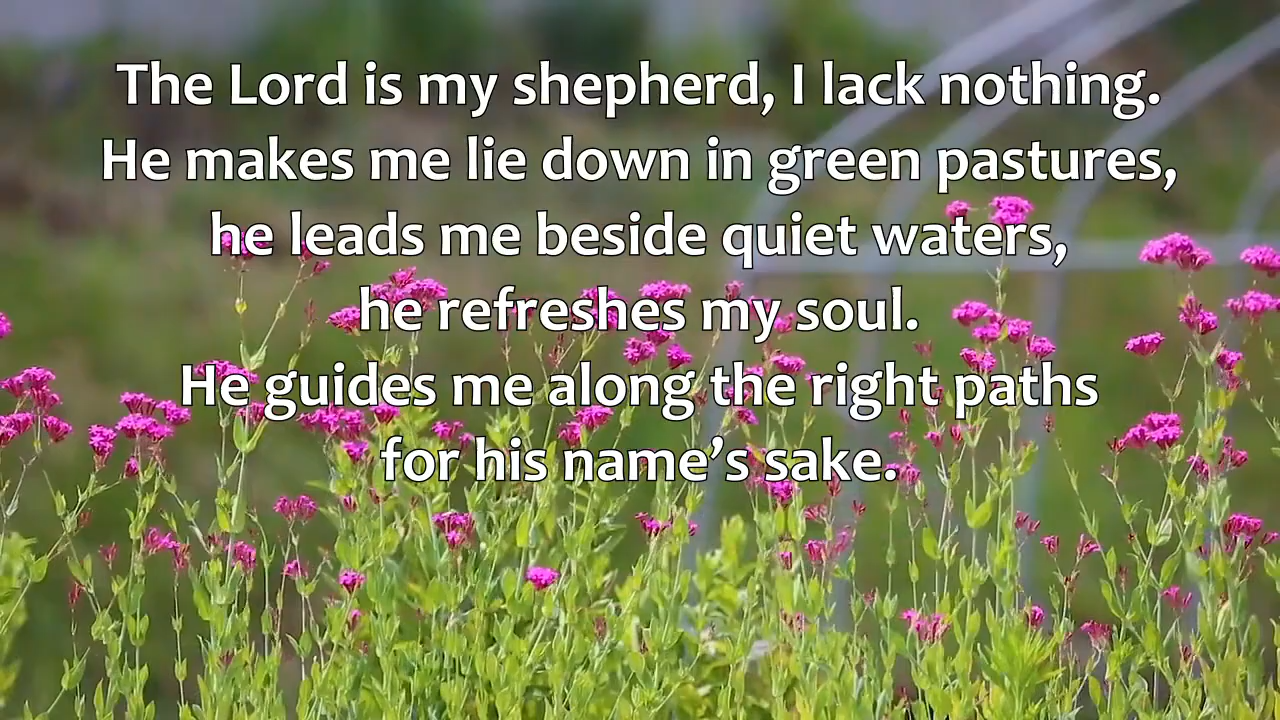 The Lord is my shepherd, I lack nothing.
He makes me lie down in green pastures,
he leads me beside quiet waters,
he refreshes my soul.
He guides me along the right paths
for his name’s sake.